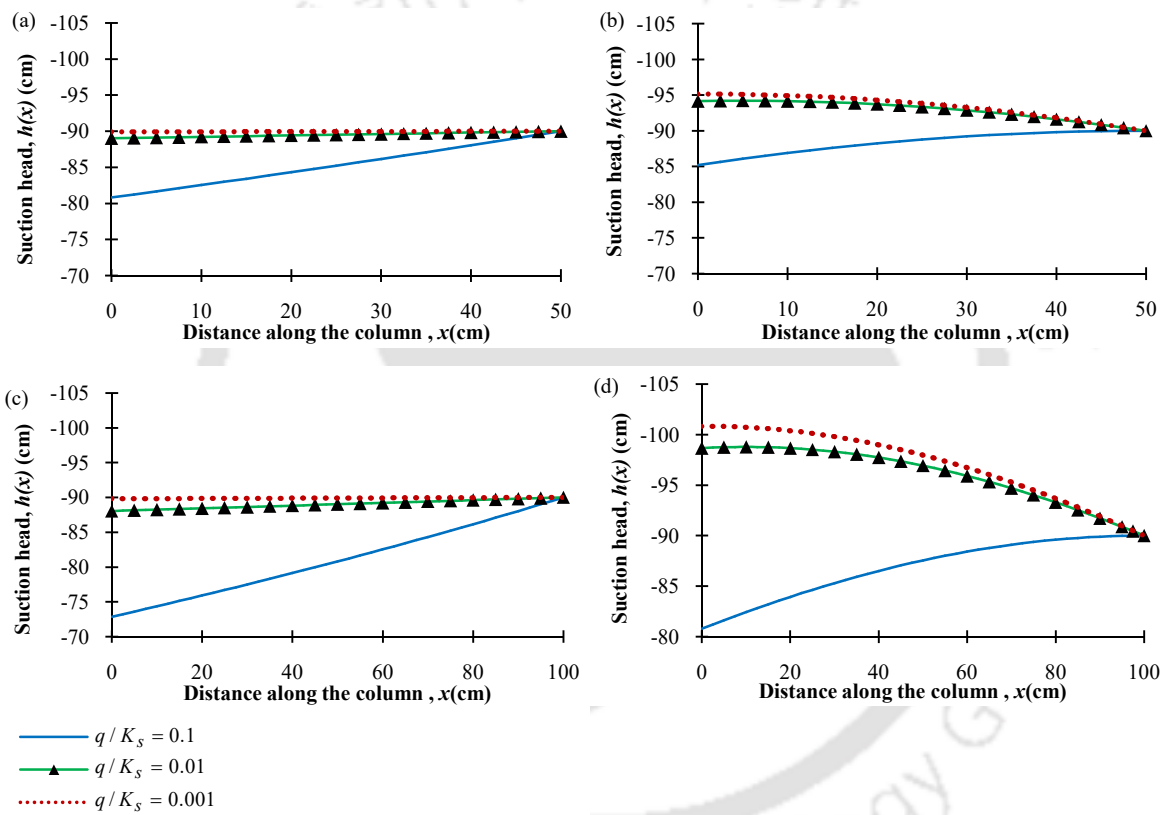 (a)
-105
-100
-95
-90
-85
-80
-75
-70
Suction head, h(x) (cm)
0 10 20 30 40 50
Distance along the column , x(cm)
(b)
-105
-100
-95
-90
-85
-80
-75
-70
Suction head, h(x) (cm)
0 10 20 30 40 50
Distance along the column , x(cm)
(c)
-105
-100
-95
-90
-85
-80
-75
-70
Suction head, h(x) (cm)
0 20 40 60 80 100
Distance along the column , x(cm)
(d)
-105
-100
-95
-90
-85
-80
Suction head, h(x) (cm)
0 20 40 60 80 100
Distance along the column , x(cm)
q / K_s = 0.1
q / K_s = 0.01
q / K_s = 0.001